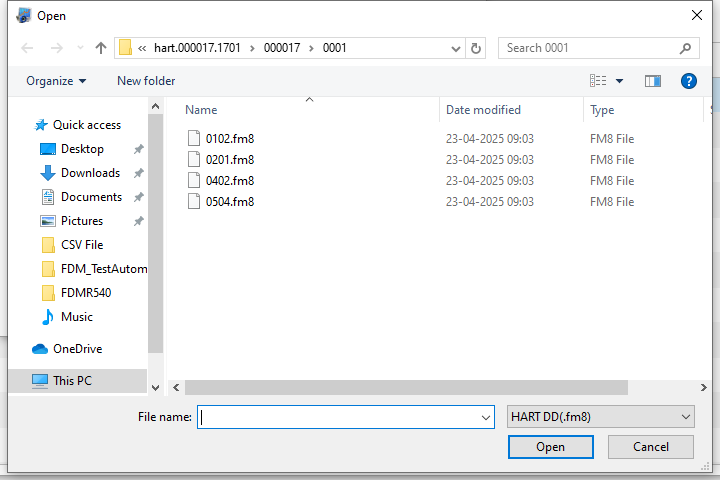 Open
« hart.000017.1701 > 000017 > 0001
Search 0001
Organize
New folder
Name
Date modified
Type
Quick access
Desktop
Downloads
Documents
Pictures
CSV File
FDM_TestAutom
FDMR540
Music
OneDrive
This PC
0102.fm8 23-04-2025 09:03 FM8 File
0201.fm8 23-04-2025 09:03 FM8 File
0402.fm8 23-04-2025 09:03 FM8 File
0504.fm8 23-04-2025 09:03 FM8 File
File name:
HART DD(.fm8)
Open
Cancel